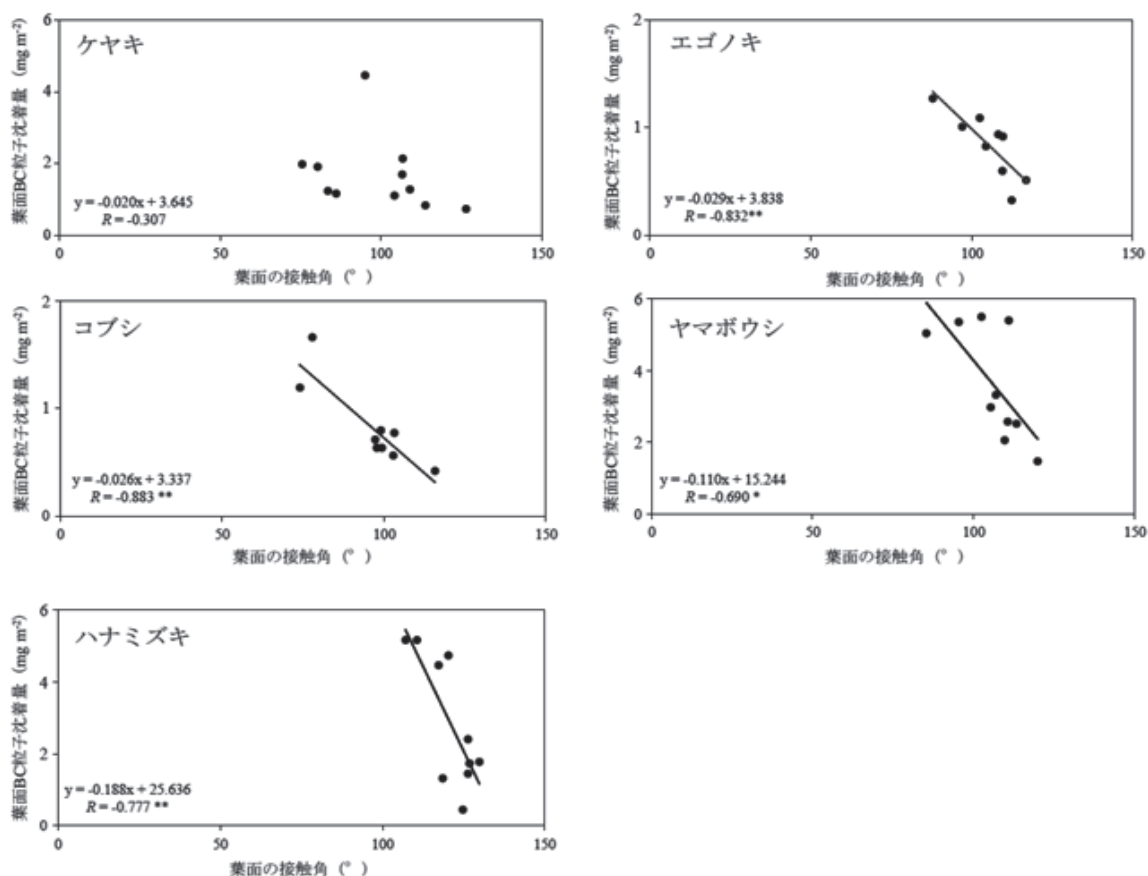 ケヤキ
葉面BC粒子沈着量 (mg m-2)
6
4
2
0
y = -0.020x + 3.645
R = -0.307
0
50
100
150
葉面の接触角 (° )
エゴノキ
葉面BC粒子沈着量 (mg m-2)
2
1
0
y = -0.029x + 3.838
R = -0.832**
0
50
100
150
葉面の接触角 (° )
コブシ
葉面BC粒子沈着量 (mg m-2)
2
1
0
y = -0.026x + 3.337
R = -0.883 **
0
50
100
150
葉面の接触角 (° )
ヤマボウシ
葉面BC粒子沈着量 (mg m-2)
6
4
2
0
y = -0.110x + 15.244
R = -0.690 *
0
50
100
150
葉面の接触角 (° )
ハナミズキ
葉面BC粒子沈着量 (mg m-2)
6
4
2
0
y = -0.188x + 25.636
R = -0.777 **
0
50
100
150
葉面の接触角 (° )